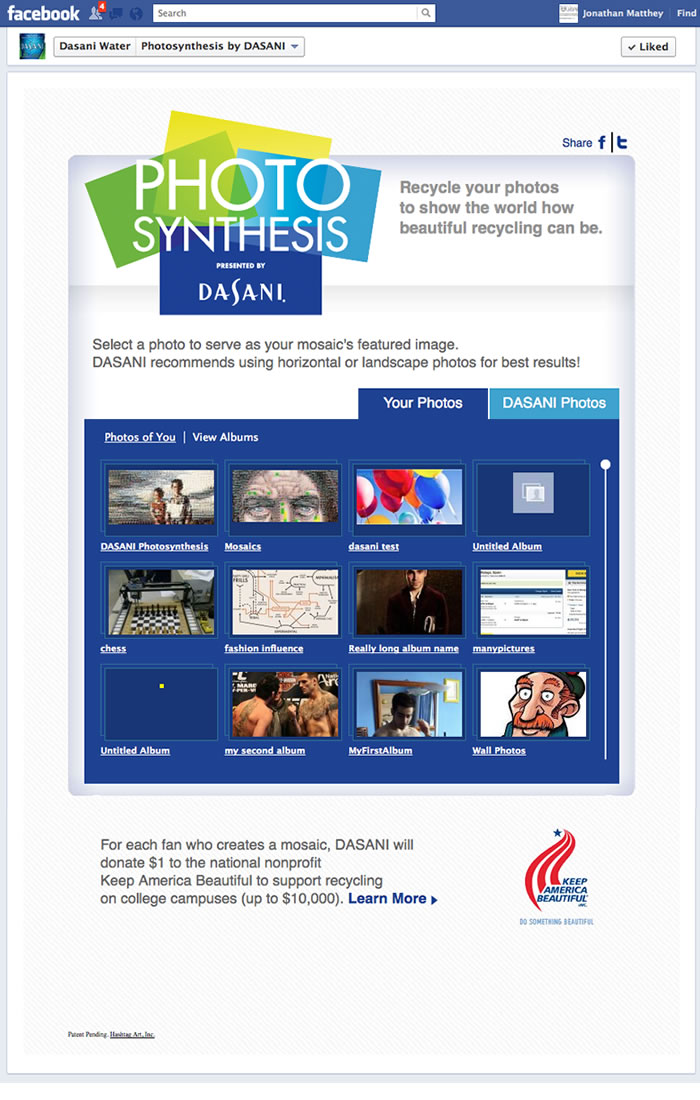 facebook 4 Search Jonathan Matthey Find
Dasani Water Photosynthesis by DASANI Liked
Share
PHOTO
SYNTHESIS
PRESENTED BY
DASANI
Recycle your photos
to show the world how
beautiful recycling can be.
Select a photo to serve as your mosaic's featured image.
DASANI recommends using horizontal or landscape photos for best results!
Your Photos DASANI Photos
Photos of You | View Albums
DASANI Photosynthesis Mosaics dasani test Untitled Album
chess fashion influence Really long album name manypictures
Untitled Album my second album MyFirstAlbum Wall Photos
For each fan who creates a mosaic, DASANI will
donate $1 to the national nonprofit
Keep America Beautiful to support recycling
on college campuses (up to $10,000). Learn More
KEEP
AMERICA
BEAUTIFUL
INC.
DO SOMETHING BEAUTIFUL
Patent Pending. Hashtag Art, Inc.